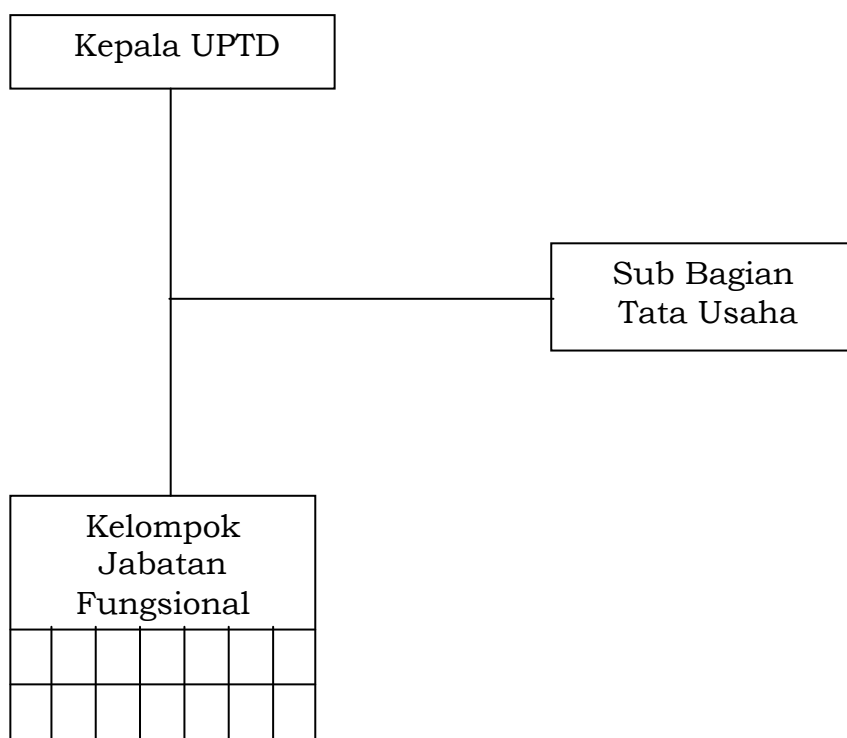 Kepala UPTD
Sub Bagian
Tata Usaha
Kelompok
Jabatan
Fungsional